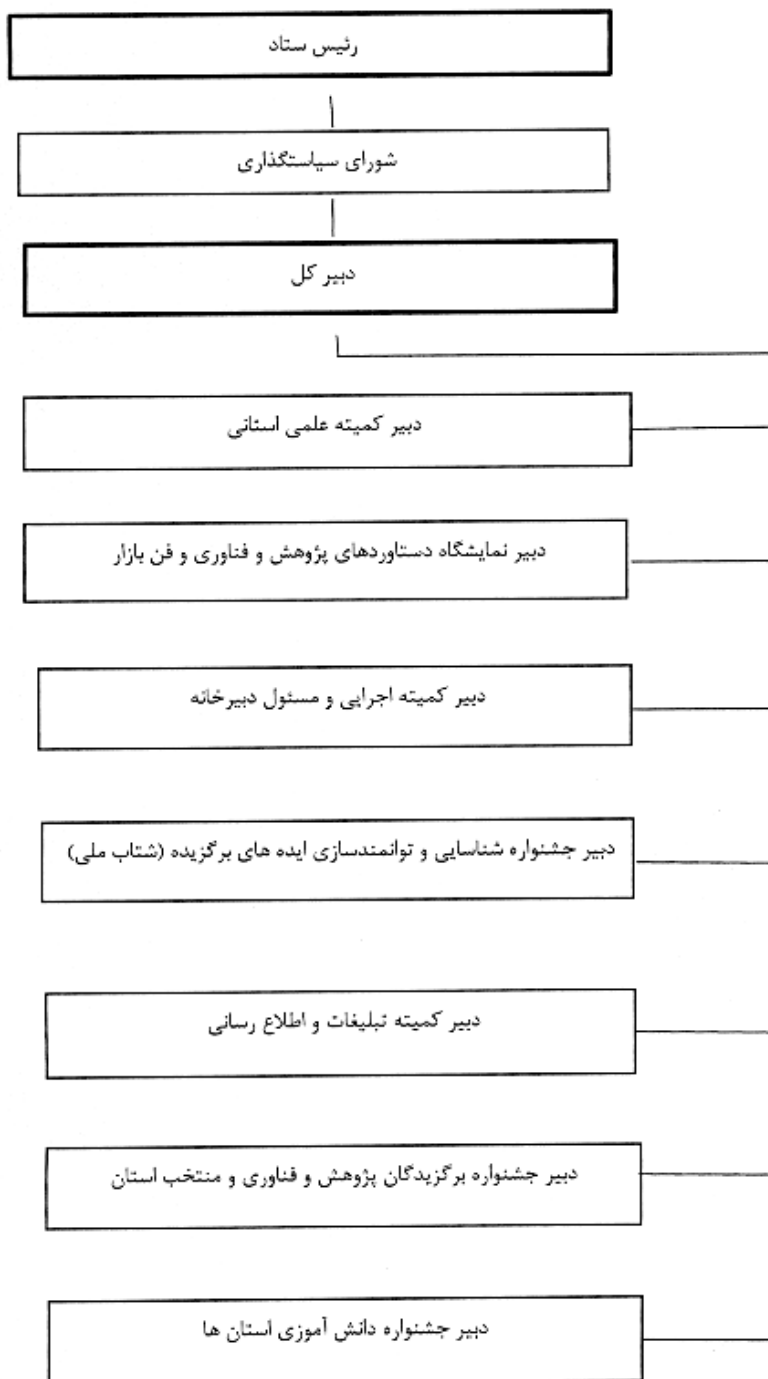 رئیس ستاد
شورای سیاستگذاری
دبیر کل
دبیر کمیته علمی استانی
دبیر نمایشگاه دستاوردهای پژوهش و فناوری و فن بازار
دبیر کمیته اجرایی و مسئول دبیرخانه
دبیر جشنواره شناسایی و توانمندسازی ایده های برگزیده (شتاب ملی)
دبیر کمیته تبلیغات و اطلاع رسانی
دبیر جشنواره برگزیدگان پژوهش و فناوری و منتخب استان
دبیر جشنواره دانش آموزی استان ها